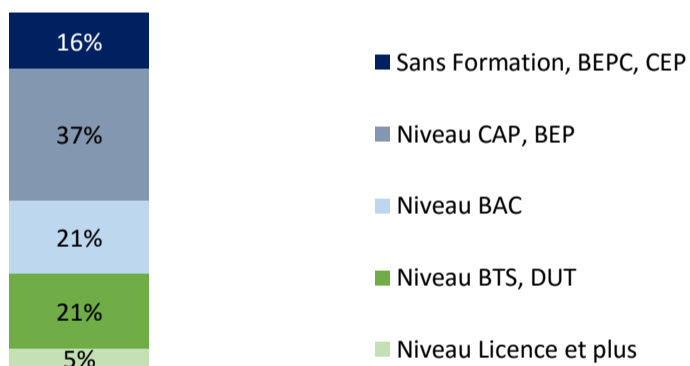 16%
37%
21%
21%
5%
Sans Formation, BEPC, CEP
Niveau CAP, BEP
Niveau BAC
Niveau BTS, DUT
Niveau Licence et plus